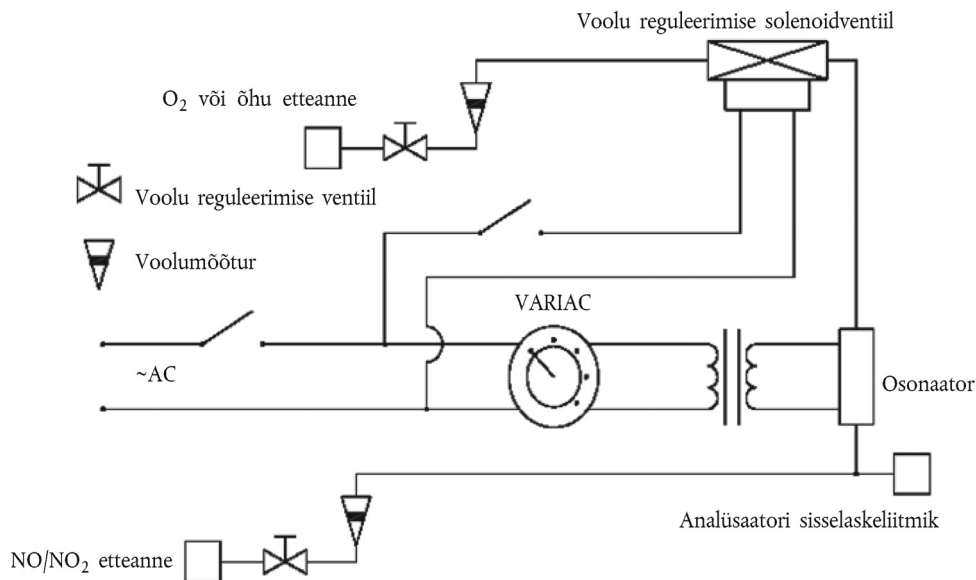 Voolu reguleerimise solenoidventiil
O₂ või õhu etteanne
Voolu reguleerimise ventiil
Voolumõõtur
VARIAC
~AC
Osonaator
Analüsaatori sisselaskeliitmik
NO/NO₂ etteanne